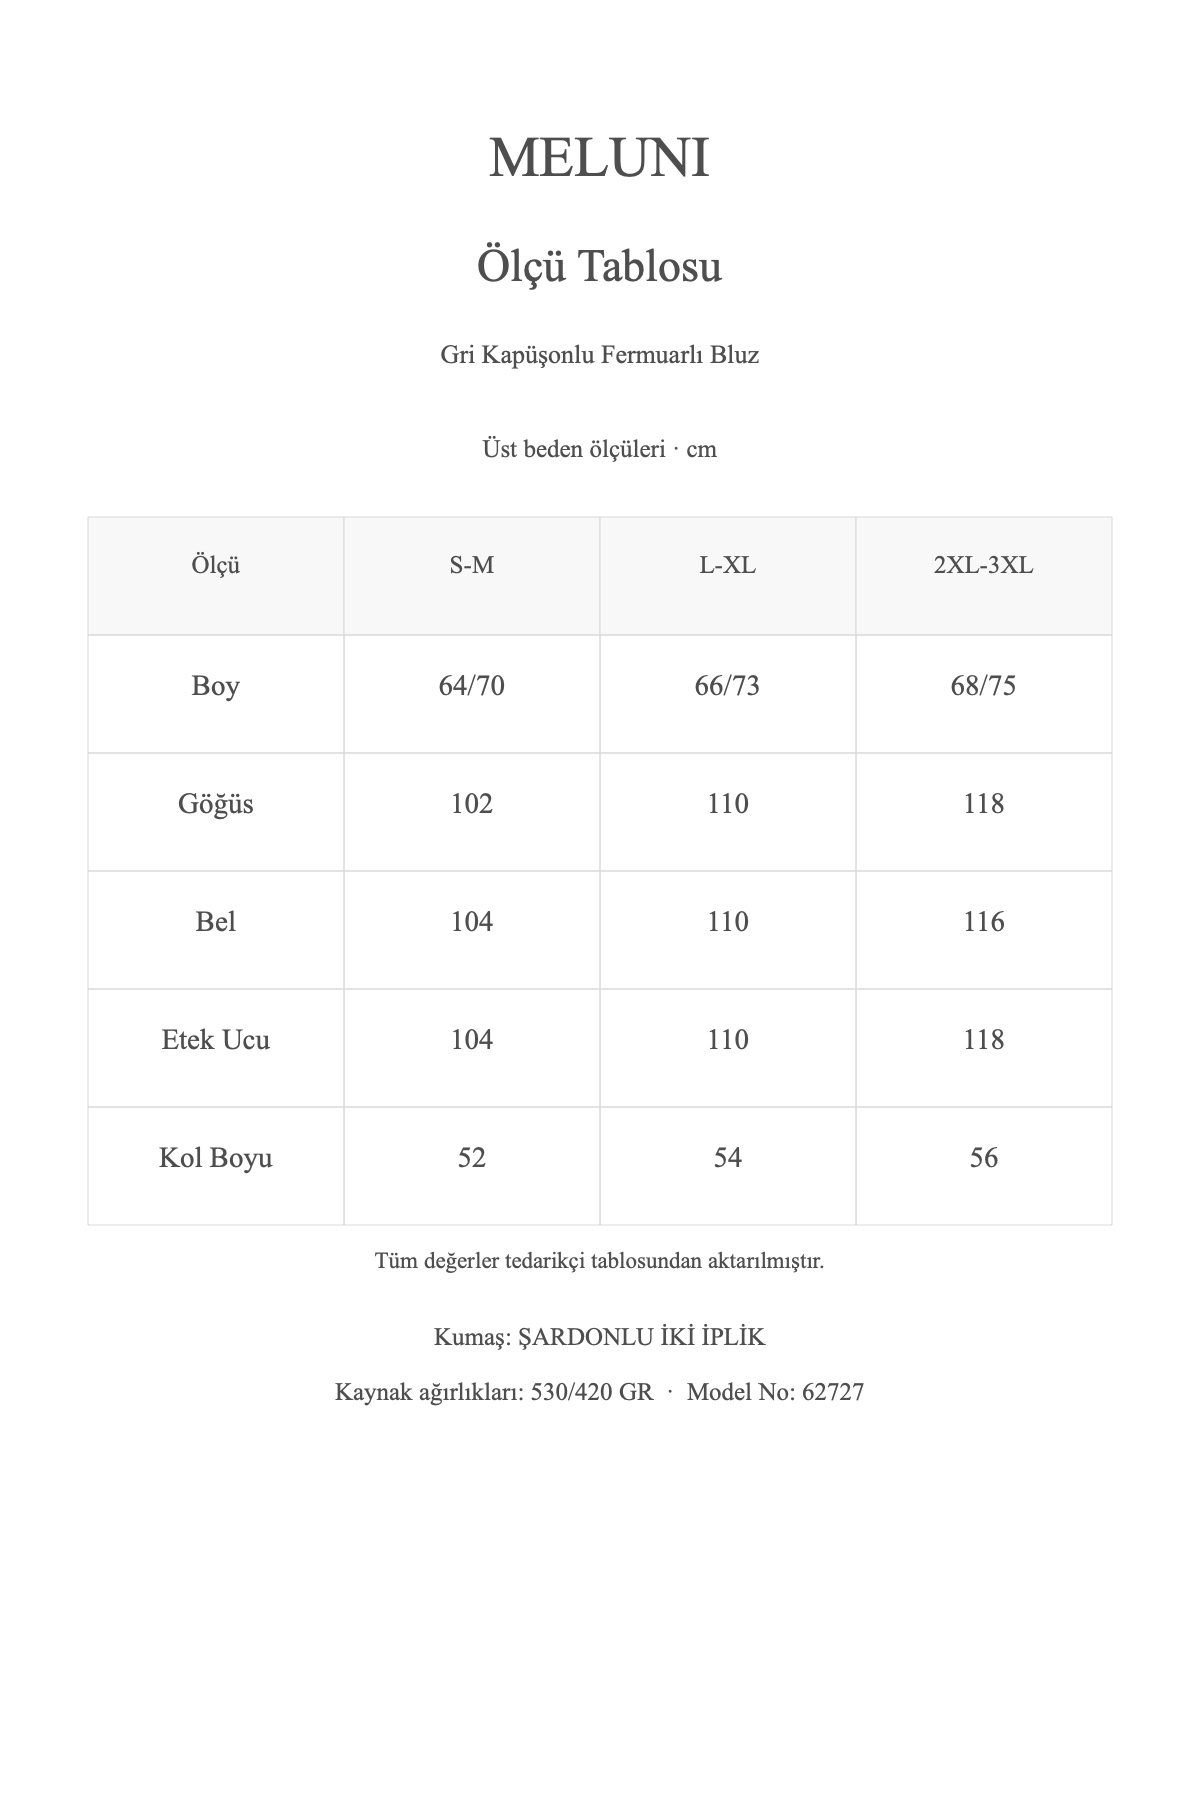 MELUNI
Ölçü Tablosu
Gri Kapüşonlu Fermuarlı Bluz
Üst beden ölçüleri · cm
Ölçü S-M L-XL 2XL-3XL
Boy 64/70 66/73 68/75
Göğüs 102 110 118
Bel 104 110 116
Etek Ucu 104 110 118
Kol Boyu 52 54 56
Tüm değerler tedarikçi tablosundan aktarılmıştır.
Kumaş: ŞARDONLU İKİ İPLİK
Kaynak ağırlıkları: 530/420 GR · Model No: 62727